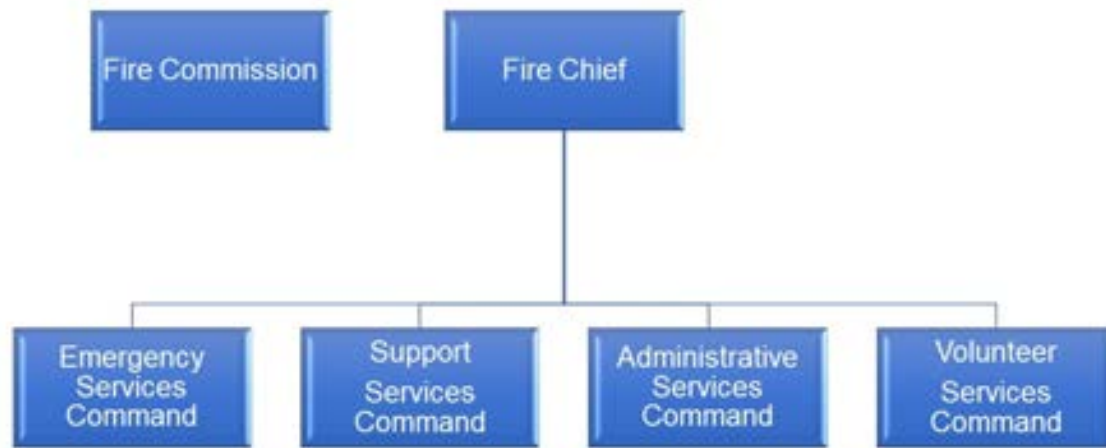 Fire Commission
Fire Chief
Emergency
Services
Command
Support
Services
Command
Administrative
Services
Command
Volunteer
Services
Command